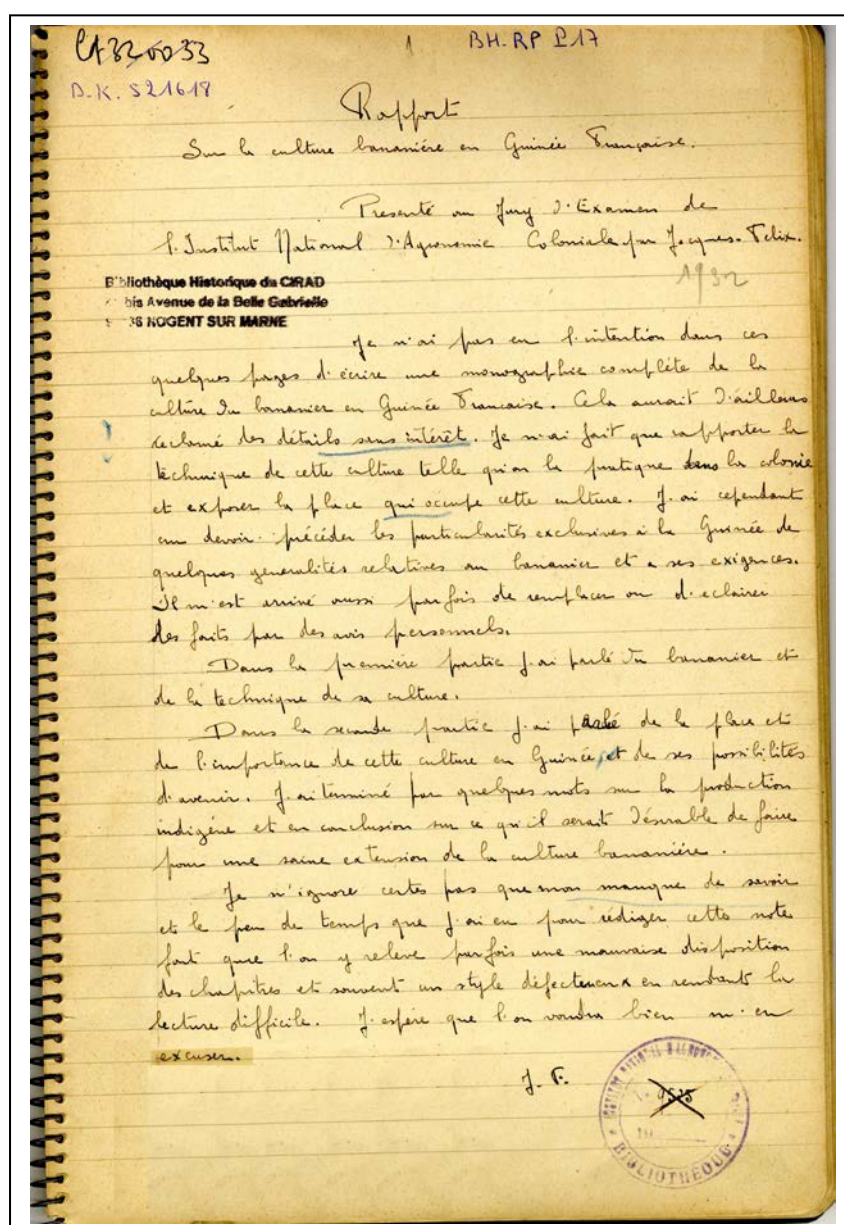 1
BH-RP P17
B.K. S21618
Rapport
Sur la culture bananière en Guinée Française.
Presenté au Jury d'Examen de
l'Institut National d'Agronomie Coloniale par Jacques-Felix.
1932
Bibliothèque Historique du CIRAD
bis Avenue de la Belle Gabrielle
NOGENT SUR MARNE
Je n'ai pas eu l'intention dans ces
quelques pages d'écrire une monographie complète de la
culture du bananier en Guinée Francaise. Cela aurait d'ailleurs
réclamé des détails sans intérêt. Je n'ai fait que rapporter la
technique de cette culture telle qu'on la pratique dans la colonie
et exposer la place qui occupe cette culture. J'ai cependant
cru devoir précéder les particularités exclusives à la Guinée de
quelques generalités relatives au bananier et a ses exigences.
Il m'est arrivé aussi parfois de remplacer ou d'eclairer
des faits par des avis personnels.
Dans la première partie j'ai parlé du bananier et
de la technique de sa culture.
Dans la seconde partie j'ai parlé de la place et
de l'importance de cette culture en Guinée, et de ses possibilités
d'avenir. J'ai terminé par quelques mots sur la production
indigène et en conclusion sur ce qu'il serait désirable de faire
pour une saine extension de la culture bananière.
Je n'ignore certes pas que mon manque de savoir
et le peu de temps que j'ai eu pour rédiger cette note
font que l'on y relève parfois une mauvaise disposition
des chapitres et souvent un style défectueux en rendant la
lecture difficile. J'espère que l'on voudra bien m'en
excuser.
J. F.
BIBLIOTHÈQUE